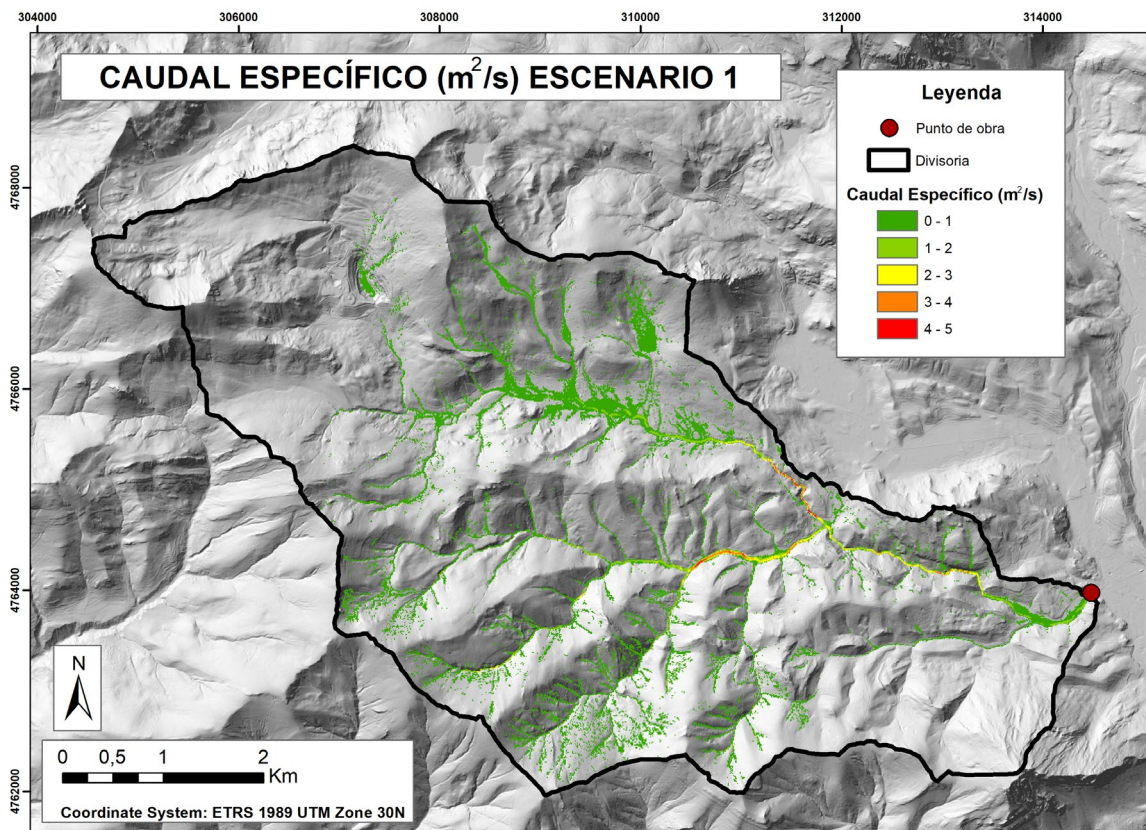 304000 306000 308000 310000 312000 314000
CAUDAL ESPECÍFICO (m²/s) ESCENARIO 1
Leyenda
Punto de obra
Divisoria
Caudal Específico (m²/s)
0 - 1
1 - 2
2 - 3
3 - 4
4 - 5
4768000
4766000
4764000
4762000
N
0 0,5 1 2
Km
Coordinate System: ETRS 1989 UTM Zone 30N